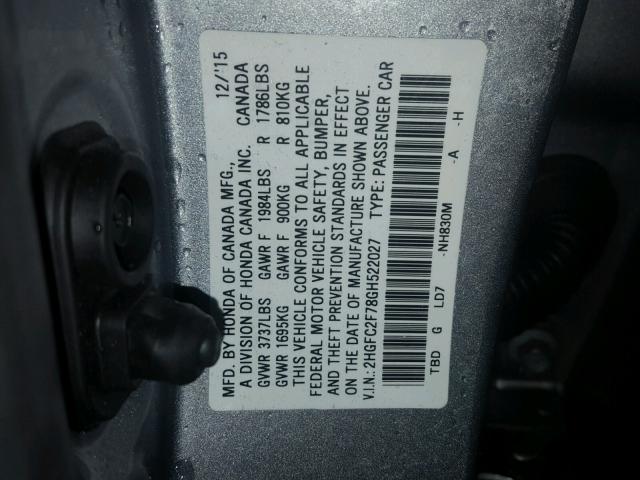 MFD. BY HONDA OF CANADA MFG., 12/15
A DIVISION OF HONDA CANADA INC. CANADA
GVWR 3737LBS GAWR F 1984LBS R 1786LBS
GVWR 1695KG GAWR F 900KG R 810KG
THIS VEHICLE CONFORMS TO ALL APPLICABLE
FEDERAL MOTOR VEHICLE SAFETY, BUMPER,
AND THEFT PREVENTION STANDARDS IN EFFECT
ON THE DATE OF MANUFACTURE SHOWN ABOVE.
V.I.N.: 2HGFC2F78GH522027 TYPE: PASSENGER CAR
TBD G LD7 -NH830M -A -H